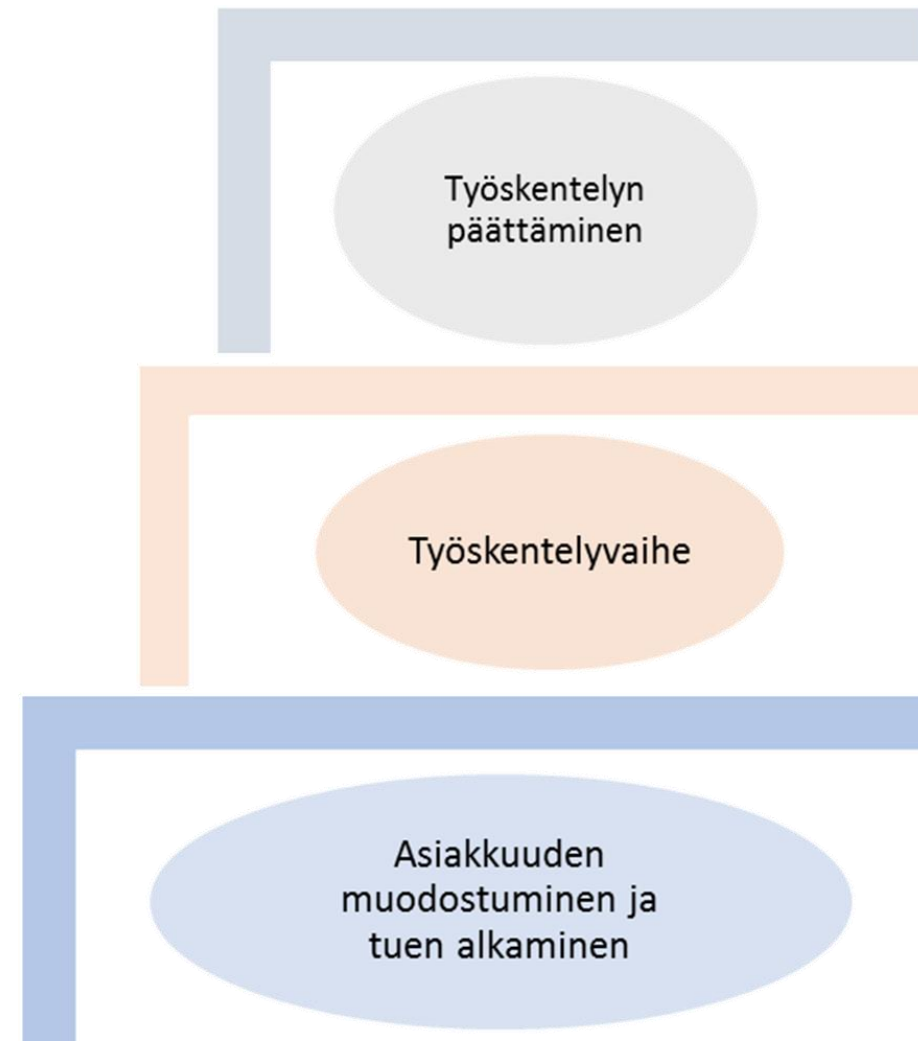 Työskentelyn
päättäminen
Työskentelyvaihe
Asiakkuuden
muodostuminen ja
tuen alkaminen